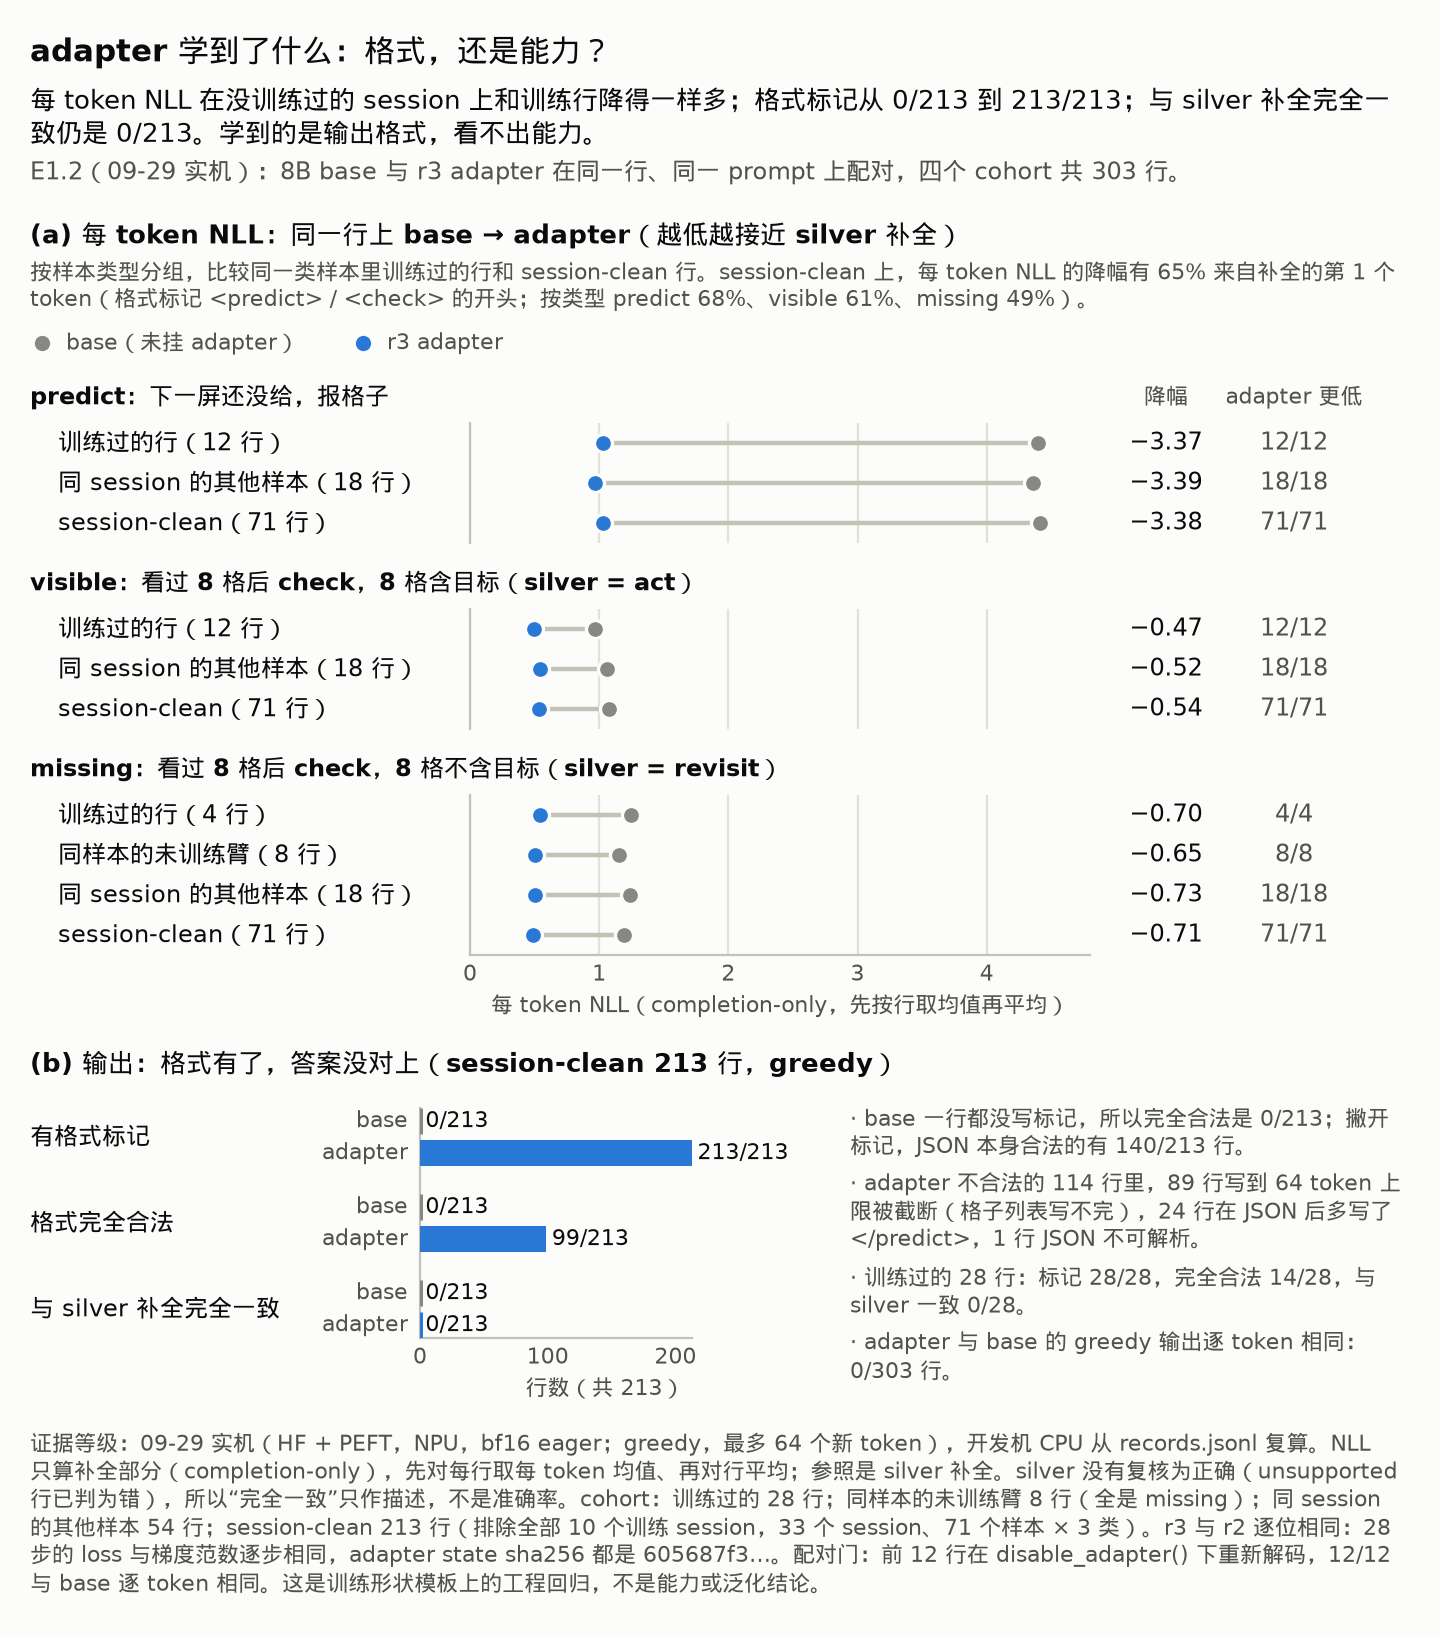 adapter 学到了什么：格式，还是能力？
每 token NLL 在没训练过的 session 上和训练行降得一样多；格式标记从 0/213 到 213/213；与 silver 补全完全一
致仍是 0/213。学到的是输出格式，看不出能力。
E1.2（09-29 实机）：8B base 与 r3 adapter 在同一行、同一 prompt 上配对，四个 cohort 共 303 行。
(a) 每 token NLL：同一行上 base → adapter（越低越接近 silver 补全）
按样本类型分组，比较同一类样本里训练过的行和 session-clean 行。session-clean 上，每 token NLL 的降幅有 65% 来自补全的第 1 个
token（格式标记 <predict> / <check> 的开头；按类型 predict 68%、visible 61%、missing 49%）。
base（未挂 adapter） r3 adapter
predict：下一屏还没给，报格子 降幅 adapter 更低
训练过的行（12 行） −3.37 12/12
同 session 的其他样本（18 行） −3.39 18/18
session-clean（71 行） −3.38 71/71
visible：看过 8 格后 check，8 格含目标（silver = act）
训练过的行（12 行） −0.47 12/12
同 session 的其他样本（18 行） −0.52 18/18
session-clean（71 行） −0.54 71/71
missing：看过 8 格后 check，8 格不含目标（silver = revisit）
训练过的行（4 行） −0.70 4/4
同样本的未训练臂（8 行） −0.65 8/8
同 session 的其他样本（18 行） −0.73 18/18
session-clean（71 行） −0.71 71/71
0 1 2 3 4
每 token NLL（completion-only，先按行取均值再平均）
(b) 输出：格式有了，答案没对上（session-clean 213 行，greedy）
有格式标记
base 0/213
adapter 213/213
格式完全合法
base 0/213
adapter 99/213
与 silver 补全完全一致
base 0/213
adapter 0/213
0 100 200
行数（共 213）
· base 一行都没写标记，所以完全合法是 0/213；撇开
标记，JSON 本身合法的有 140/213 行。
· adapter 不合法的 114 行里，89 行写到 64 token 上
限被截断（格子列表写不完），24 行在 JSON 后多写了
</predict>，1 行 JSON 不可解析。
· 训练过的 28 行：标记 28/28，完全合法 14/28，与
silver 一致 0/28。
· adapter 与 base 的 greedy 输出逐 token 相同：
0/303 行。
证据等级：09-29 实机（HF + PEFT，NPU，bf16 eager；greedy，最多 64 个新 token），开发机 CPU 从 records.jsonl 复算。NLL
只算补全部分（completion-only），先对每行取每 token 均值、再对行平均；参照是 silver 补全。silver 没有复核为正确（unsupported
行已判为错），所以“完全一致”只作描述，不是准确率。cohort：训练过的 28 行；同样本的未训练臂 8 行（全是 missing）；同 session
的其他样本 54 行；session-clean 213 行（排除全部 10 个训练 session，33 个 session、71 个样本 × 3 类）。r3 与 r2 逐位相同：28
步的 loss 与梯度范数逐步相同，adapter state sha256 都是 605687f3…。配对门：前 12 行在 disable_adapter() 下重新解码，12/12
与 base 逐 token 相同。这是训练形状模板上的工程回归，不是能力或泛化结论。